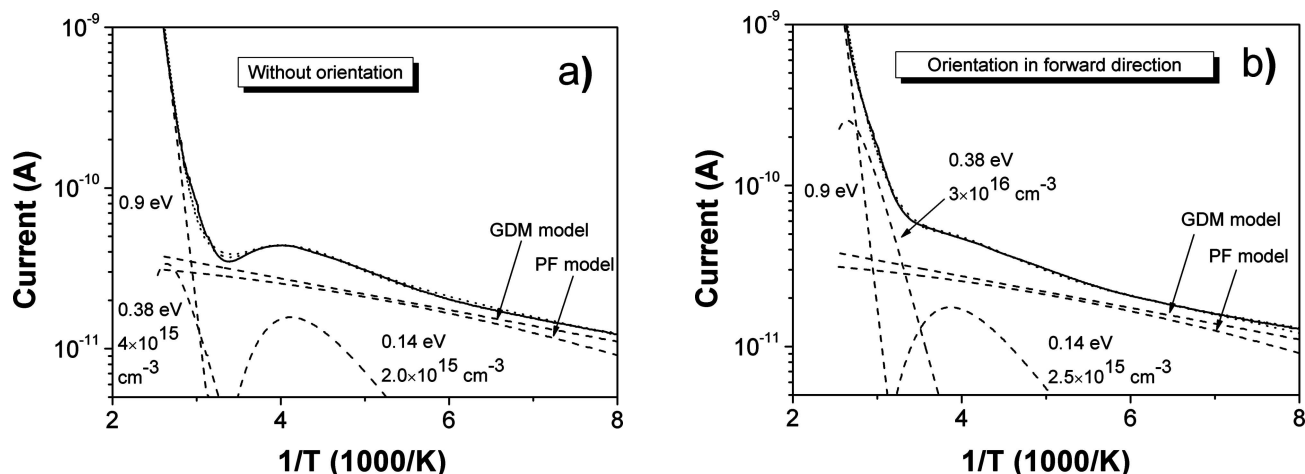 Without orientation
a)
10^-9
10^-10
10^-11
Current (A)
0.9 eV
GDM model
PF model
0.38 eV
4×10^15
cm^-3
0.14 eV
2.0×10^15 cm^-3
2 4 6 8
1/T (1000/K)
Orientation in forward direction
b)
10^-9
10^-10
10^-11
Current (A)
0.38 eV
3×10^16 cm^-3
0.9 eV
GDM model
PF model
0.14 eV
2.5×10^15 cm^-3
2 4 6 8
1/T (1000/K)